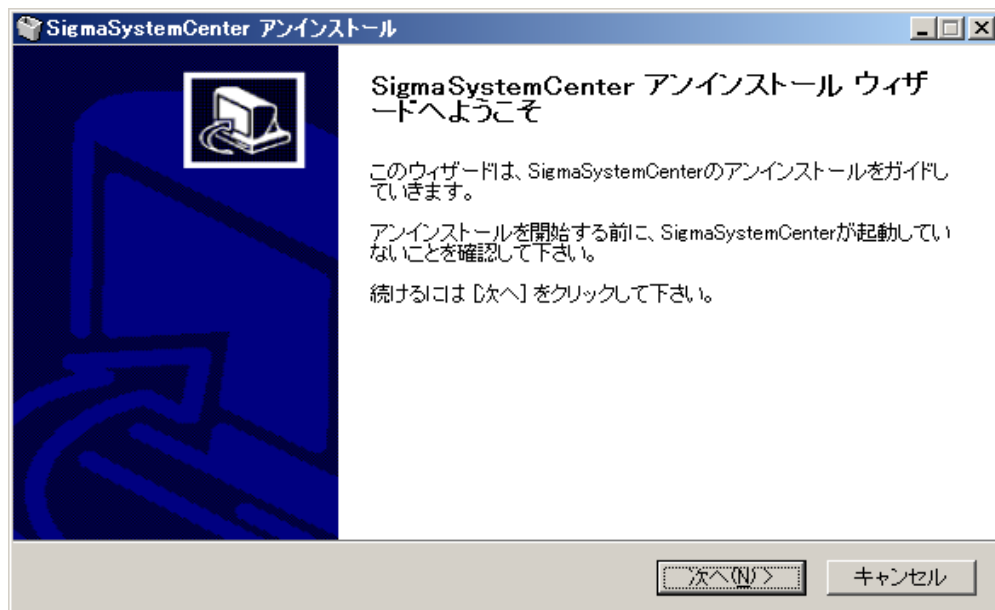 SigmaSystemCenter アンインストール
SigmaSystemCenter アンインストール ウィザ
ードへようこそ
このウィザードは、SigmaSystemCenterのアンインストールをガイドし
ていきます。
アンインストールを開始する前に、SigmaSystemCenterが起動してい
ないことを確認して下さい。
続けるには [次へ] をクリックして下さい。
次へ(N) >
キャンセル